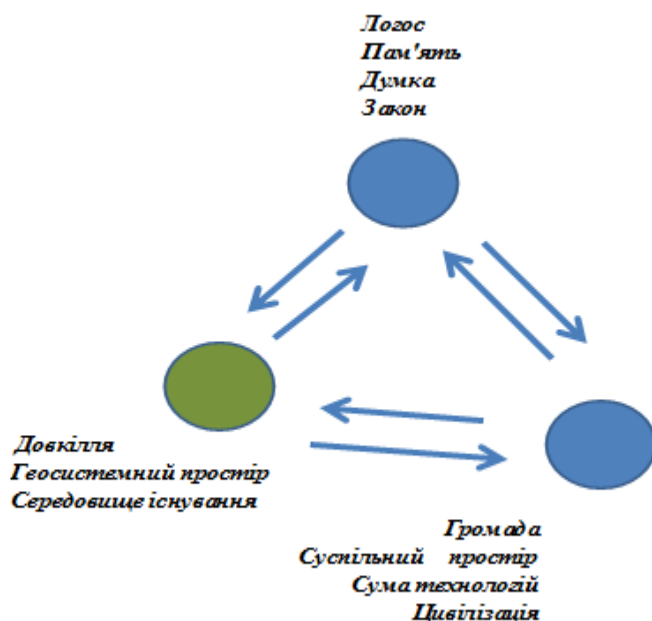 Логос
Пам'ять
Думка
Закон
Довкілля
Геосистемний простір
Середовище існування
Громада
Суспільний простір
Сума технологій
Цивілізація